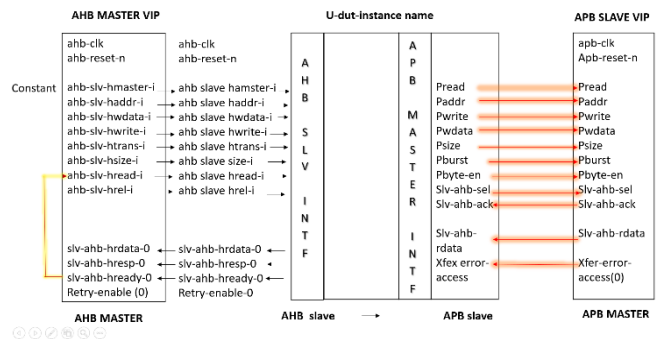 AHB MASTER VIP
U-dut-instance name
APB SLAVE VIP
ahb-clk
ahb-reset-n
Constant
ahb-slv-hmaster-i
ahb-slv-haddr-i
ahb-slv-hwdata-i
ahb-slv-hwrite-i
ahb-slv-htrans-i
ahb-slv-hsize-i
ahb-slv-hread-i
ahb-slv-hrel-i
slv-ahb-hrdata-0
slv-ahb-hresp-0
slv-ahb-hready-0
Retry-enable (0)
AHB MASTER
ahb-clk
ahb-reset-n
ahb slave hamster-i
ahb slave haddr-i
ahb slave hwdata-i
ahb slave hwrite-i
ahb slave htrans-i
ahb slave size-i
ahb slave hread-i
ahb slave hrel-i
slv-ahb-hrdata-0
slv-ahb-hresp-0
slv-ahb-hready-0
Retry-enable-0
AHB SLV INTF
AHB slave
APB MASTER INTF
Pread
Paddr
Pwrite
Pwdata
Psize
Pburst
Pbyte-en
Slv-ahb-sel
Slv-ahb-ack
Slv-ahb-
rdata
Xfex error-
access
APB slave
apb-clk
Apb-reset-n
Pread
Paddr
Pwrite
Pwdata
Psize
Pburst
Pbyte-en
Slv-ahb-sel
Slv-ahb-ack
Slv-ahb-rdata
Xfer-error-
access(0)
APB MASTER